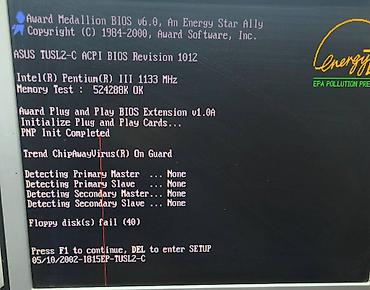 Award Medallion BIOS v6.0, An Energy Star Ally
Copyright (C) 1984-2000, Award Software, Inc.
ASUS TUSL2-C ACPI BIOS Revision 1012
Intel(R) Pentium(R) III 1133 MHz
Memory Test : 524288K OK
Award Plug and Play BIOS Extension v1.0A
Initialize Plug and Play Cards...
PNP Init Completed
Trend ChipAwayVirus(R) On Guard
Detecting Primary Master ... None
Detecting Primary Slave ... None
Detecting Secondary Master... None
Detecting Secondary Slave ... None
Floppy disk(s) fail (40)
Press F1 to continue, DEL to enter SETUP
05/10/2002-I815EP-TUSL2-C
energy
EPA POLLUTION PRE